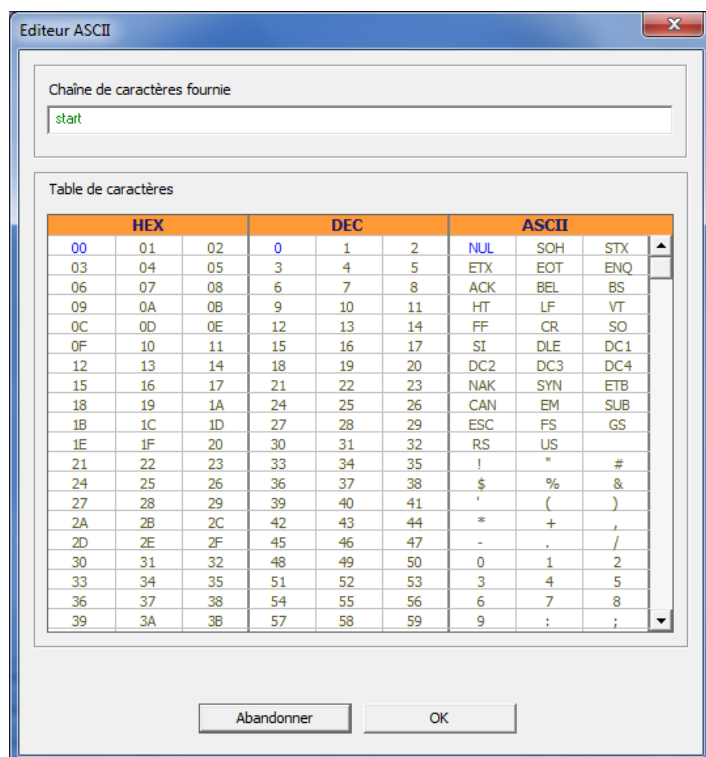 Editeur ASCII
x
Chaîne de caractères fournie
start
Table de caractères
HEX DEC ASCII
00 01 02 0 1 2 NUL SOH STX
03 04 05 3 4 5 ETX EOT ENQ
06 07 08 6 7 8 ACK BEL BS
09 0A 0B 9 10 11 HT LF VT
0C 0D 0E 12 13 14 FF CR SO
0F 10 11 15 16 17 SI DLE DC1
12 13 14 18 19 20 DC2 DC3 DC4
15 16 17 21 22 23 NAK SYN ETB
18 19 1A 24 25 26 CAN EM SUB
1B 1C 1D 27 28 29 ESC FS GS
1E 1F 20 30 31 32 RS US
21 22 23 33 34 35 ! " #
24 25 26 36 37 38 $ % &
27 28 29 39 40 41 ' ( )
2A 2B 2C 42 43 44 * + ,
2D 2E 2F 45 46 47 - . /
30 31 32 48 49 50 0 1 2
33 34 35 51 52 53 3 4 5
36 37 38 54 55 56 6 7 8
39 3A 3B 57 58 59 9 : ;
Abandonner OK